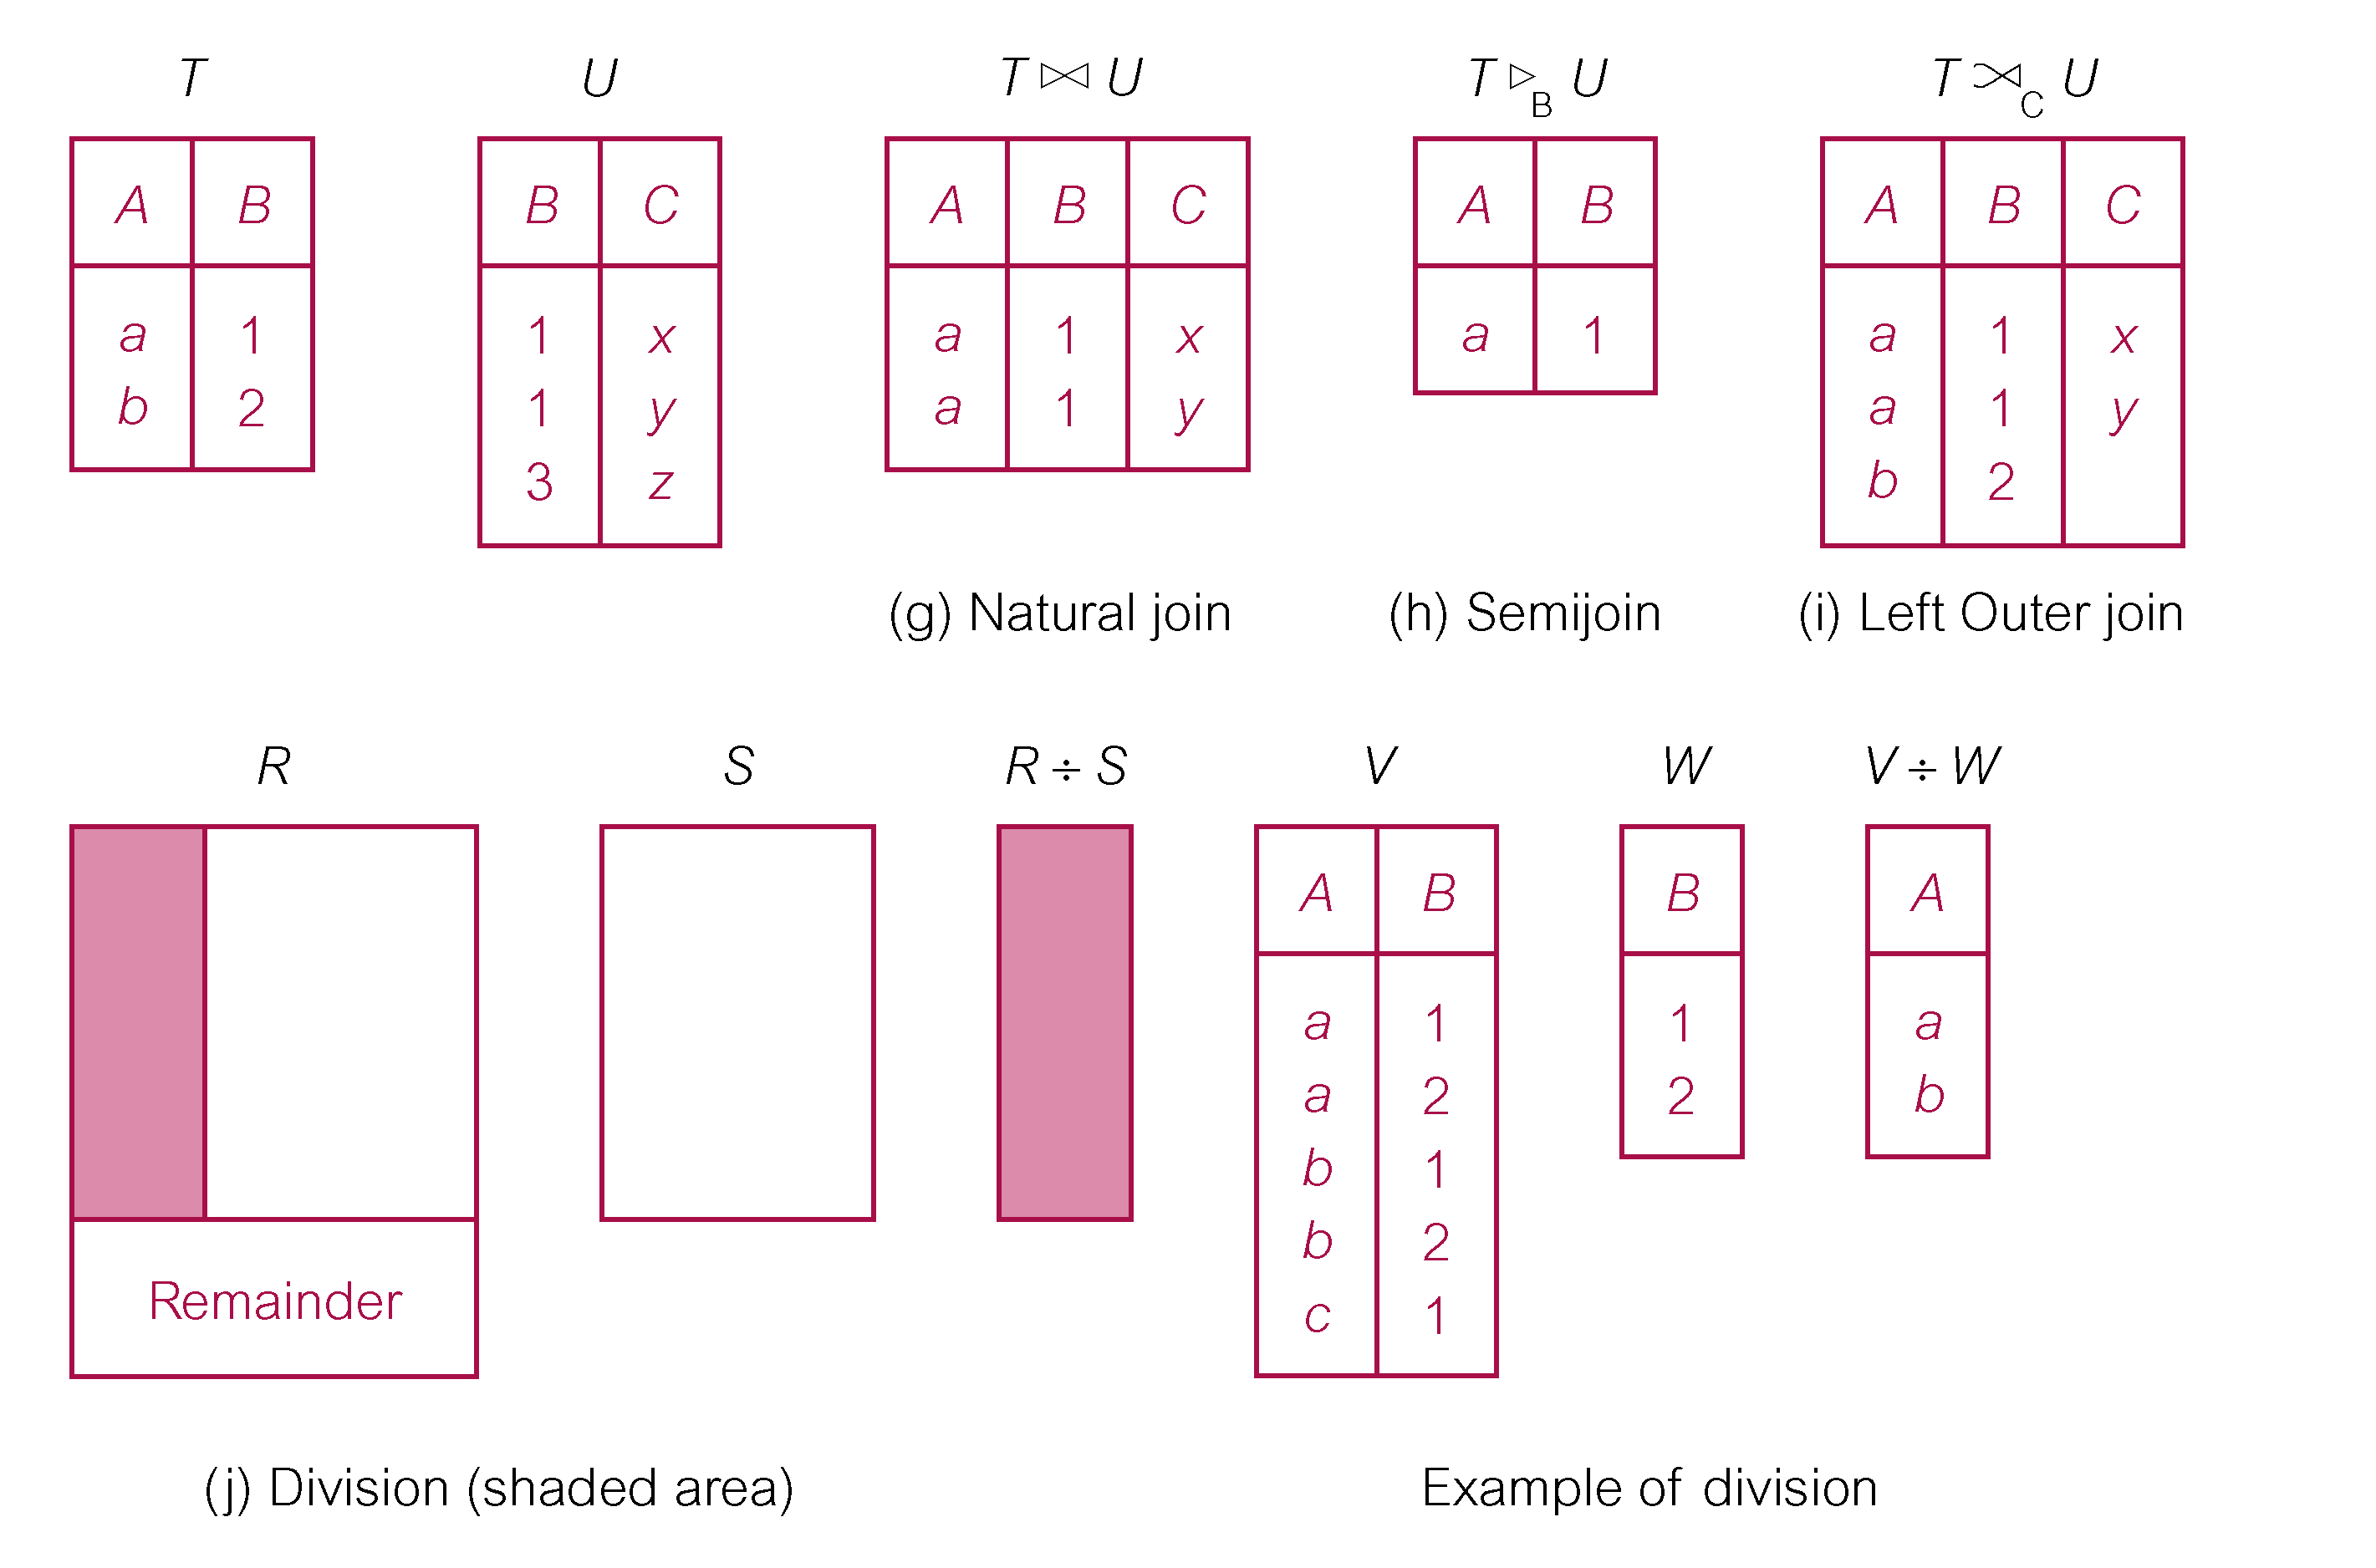 T U T ⋈ U T ▷B U T ⟕C U
A B B C A B C A B A B C
a 1 1 x a 1 x a 1 a 1 x
b 2 1 y a 1 y a 1 y
3 z b 2
(g) Natural join (h) Semijoin (i) Left Outer join
R S R ÷ S V W V ÷ W
A B B A
a 1 1 a
a 2 2 b
b 1
b 2
Remainder c 1
(j) Division (shaded area) Example of division